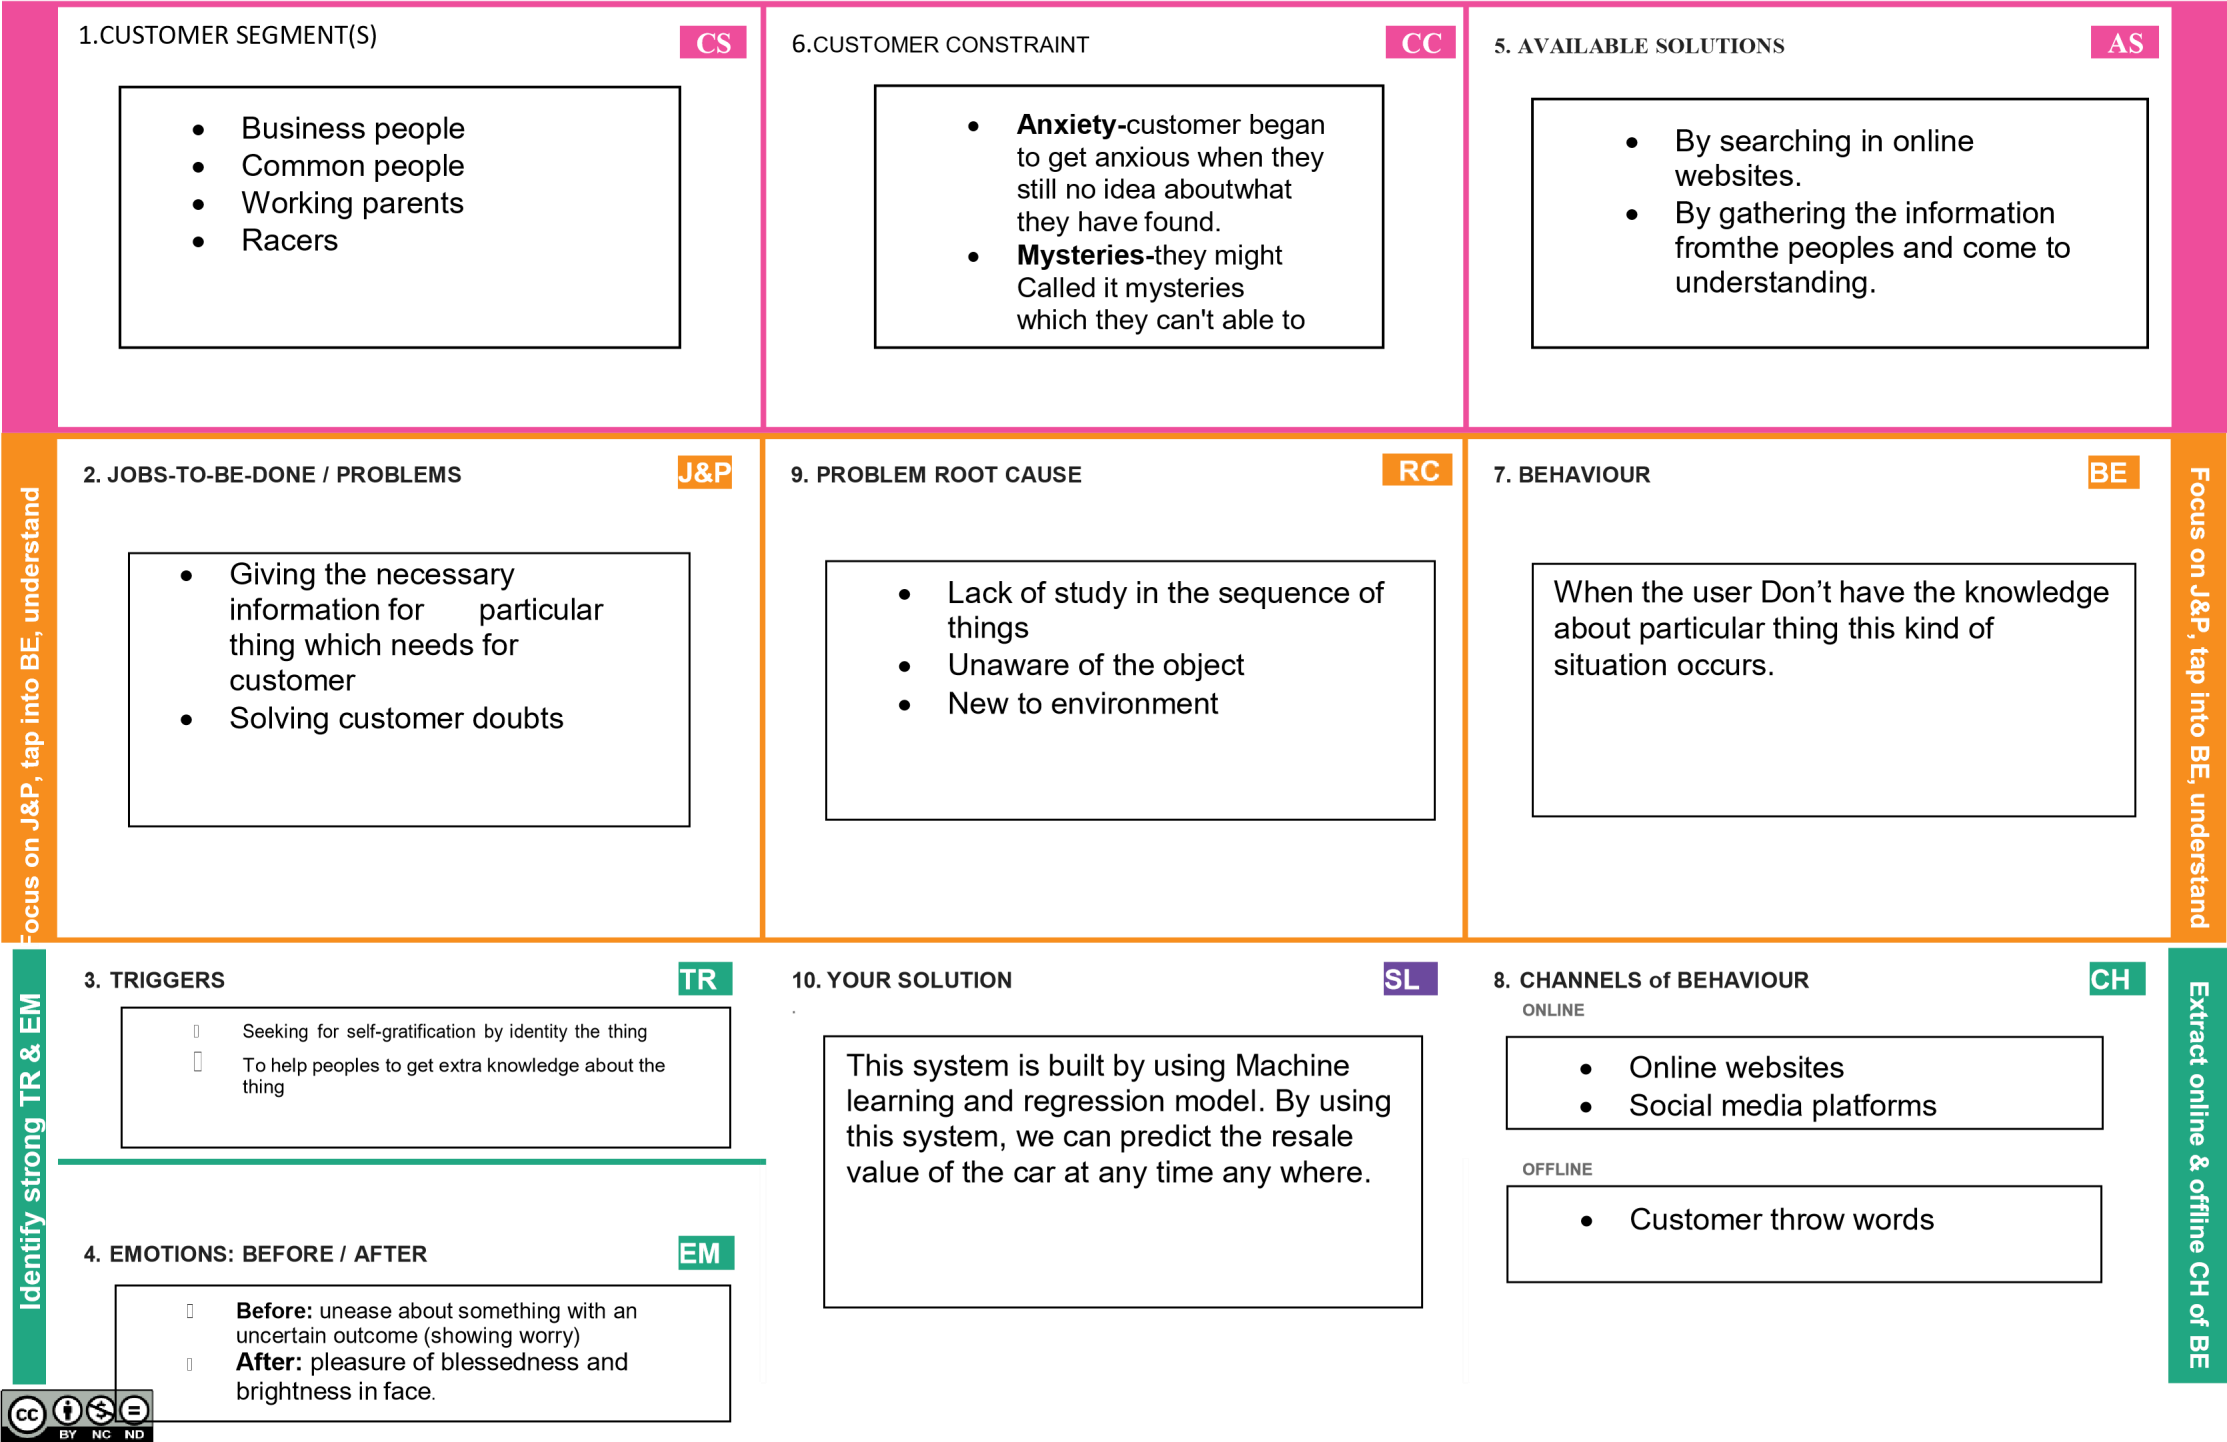 1.CUSTOMER SEGMENT(S)
CS
Business people
Common people
Working parents
Racers
6.CUSTOMER CONSTRAINT
CC
Anxiety-customer began
to get anxious when they
still no idea aboutwhat
they have found.
Mysteries-they might
Called it mysteries
which they can't able to
5. AVAILABLE SOLUTIONS
AS
By searching in online
websites.
By gathering the information
fromthe peoples and come to
understanding.
Focus on J&P, tap into BE, understand
2. JOBS-TO-BE-DONE / PROBLEMS
J&P
Giving the necessary
information for particular
thing which needs for
customer
Solving customer doubts
9. PROBLEM ROOT CAUSE
RC
Lack of study in the sequence of
things
Unaware of the object
New to environment
7. BEHAVIOUR
BE
When the user Don’t have the knowledge
about particular thing this kind of
situation occurs.
Focus on J&P, tap into BE, understand
Identify strong TR & EM
3. TRIGGERS
TR
Seeking for self-gratification by identity the thing
To help peoples to get extra knowledge about the
thing
4. EMOTIONS: BEFORE / AFTER
EM
Before: unease about something with an
uncertain outcome (showing worry)
After: pleasure of blessedness and
brightness in face.
10. YOUR SOLUTION
SL
.
This system is built by using Machine
learning and regression model. By using
this system, we can predict the resale
value of the car at any time any where.
8. CHANNELS of BEHAVIOUR
CH
ONLINE
Online websites
Social media platforms
OFFLINE
Customer throw words
Extract online & offline CH of BE
cc
BY NC ND